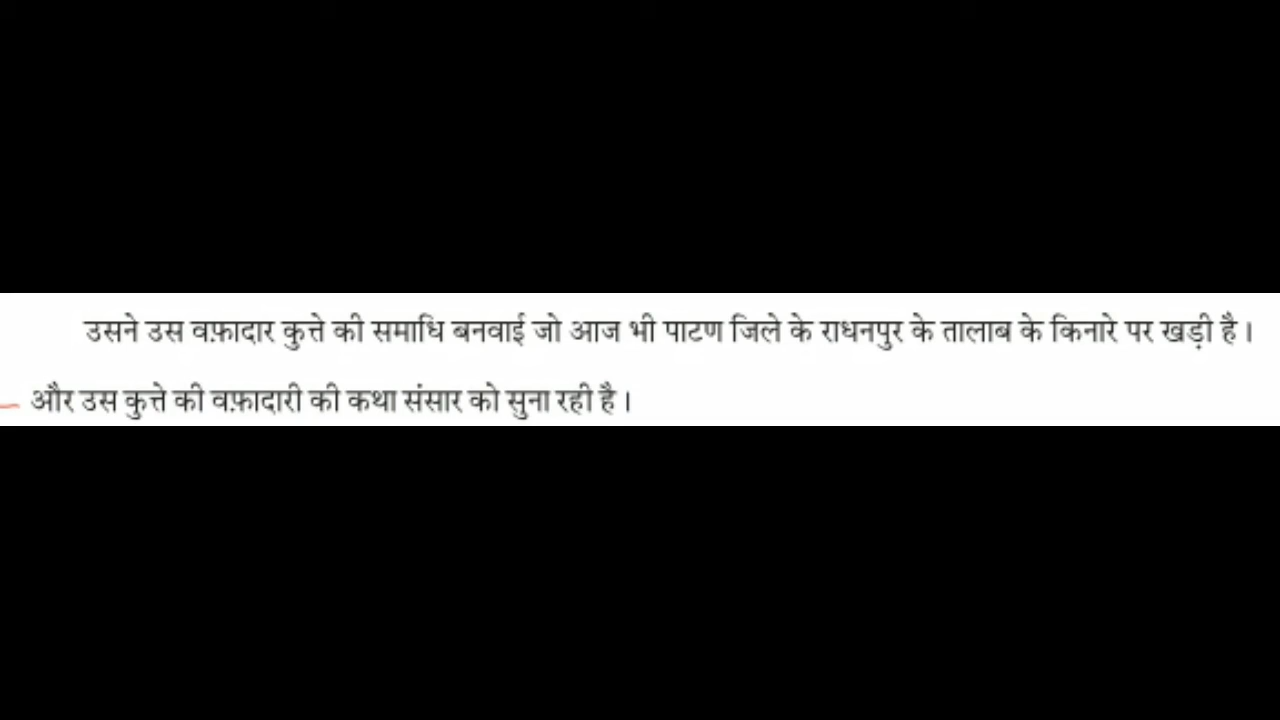 उसने उस वफ़ादार कुत्ते की समाधि बनवाई जो आज भी पाटण जिले के राधनपुर के तालाब के किनारे पर खड़ी है।
और उस कुत्ते की वफ़ादारी की कथा संसार को सुना रही है।